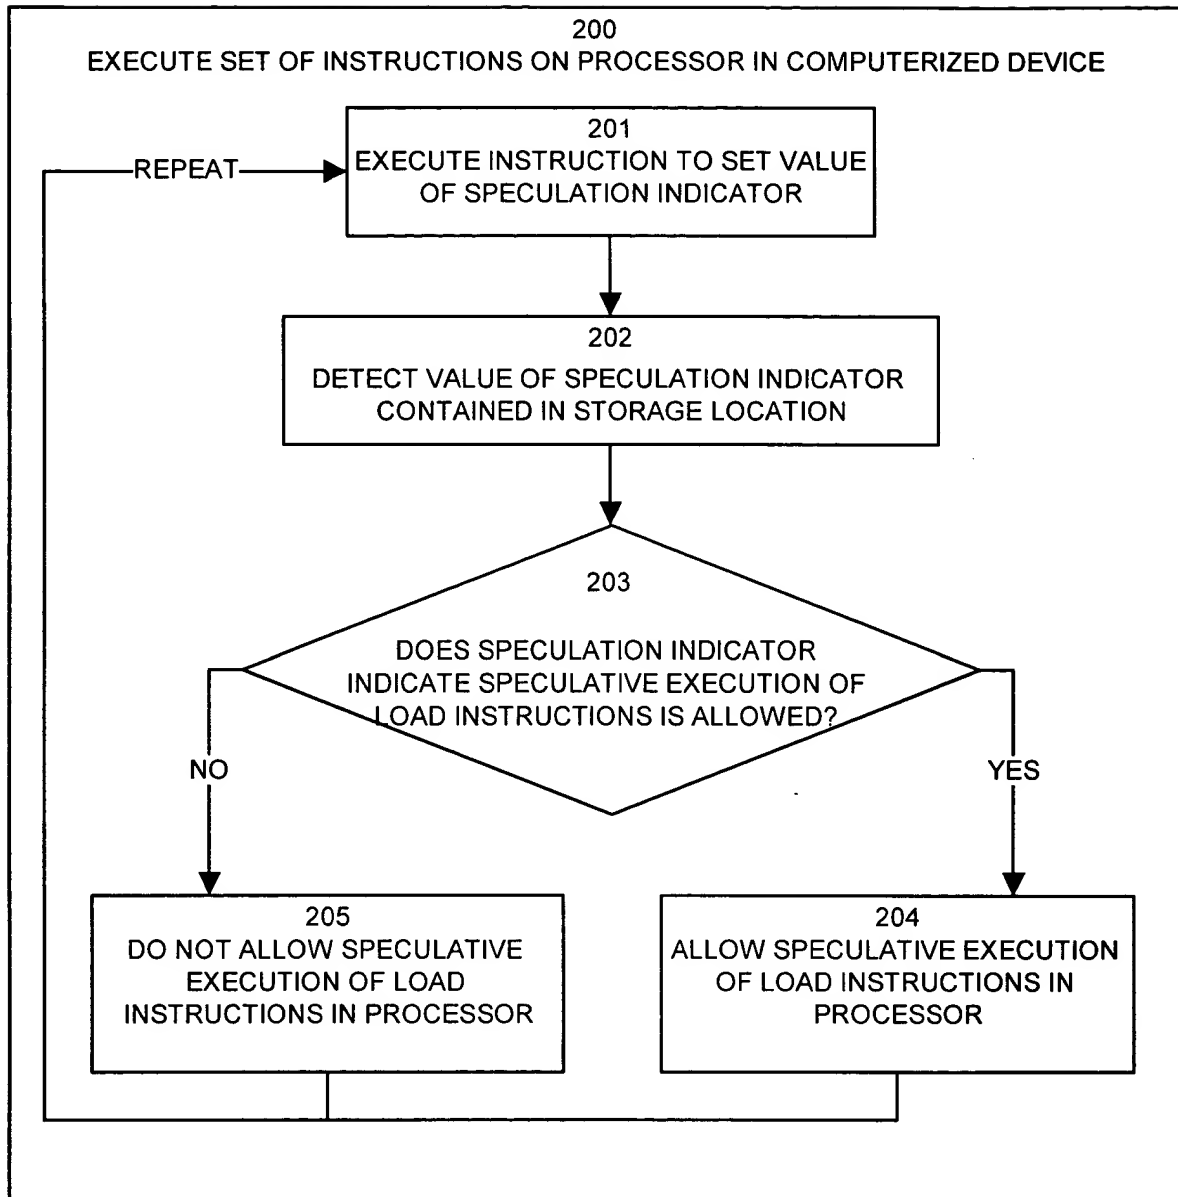 200
EXECUTE SET OF INSTRUCTIONS ON PROCESSOR IN COMPUTERIZED DEVICE
201
EXECUTE INSTRUCTION TO SET VALUE
OF SPECULATION INDICATOR
REPEAT
202
DETECT VALUE OF SPECULATION INDICATOR
CONTAINED IN STORAGE LOCATION
203
DOES SPECULATION INDICATOR
INDICATE SPECULATIVE EXECUTION OF
LOAD INSTRUCTIONS IS ALLOWED?
NO
YES
205
DO NOT ALLOW SPECULATIVE
EXECUTION OF LOAD
INSTRUCTIONS IN PROCESSOR
204
ALLOW SPECULATIVE EXECUTION
OF LOAD INSTRUCTIONS IN
PROCESSOR